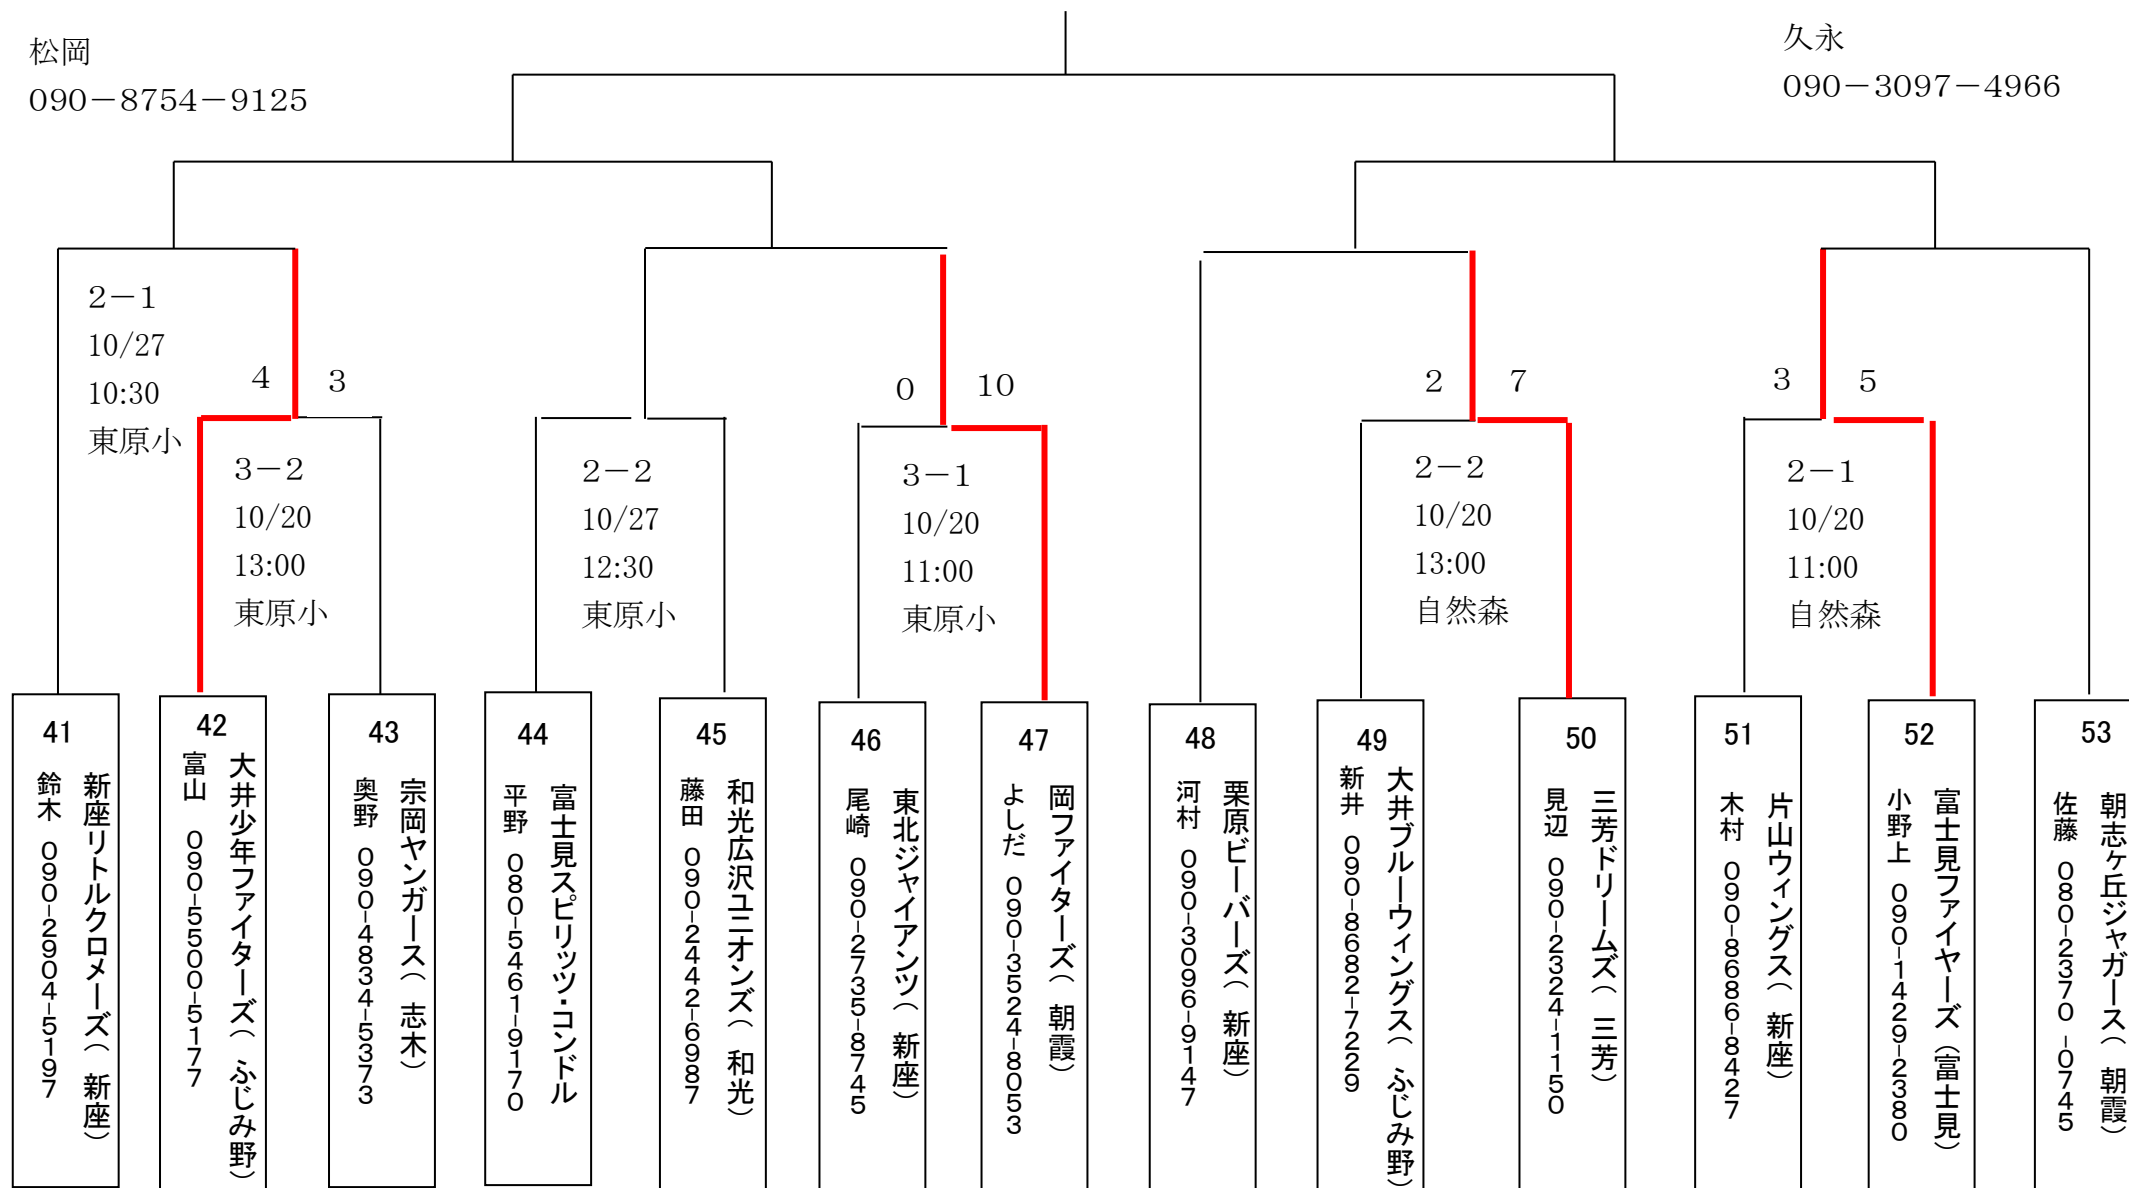 松岡
090－8754－9125
久永
090－3097－4966
2－1
10/27
10:30
東原小
4
3
3－2
10/20
13:00
東原小
2－2
10/27
12:30
東原小
0
10
3－1
10/20
11:00
東原小
2
7
2－2
10/20
13:00
自然森
3
5
2－1
10/20
11:00
自然森
41
新座リトルクロメーズ（新座）
鈴木 090-2904-5197
42
大井少年ファイターズ（ふじみ野）
富山 090-5500-5177
43
宗岡ヤンガース（志木）
奥野 090-4834-5373
44
富士見スピリッツ・コンドル
平野 080-5461-9170
45
和光広沢ユニオンズ（和光）
藤田 090-2442-6987
46
東北ジャイアンツ（新座）
尾崎 090-2735-8745
47
岡ファイターズ（朝霞）
よしだ 090-3524-8053
48
栗原ビーバーズ（新座）
河村 090-3096-9147
49
大井ブルーウィングス（ふじみ野）
新井 090-8682-7229
50
三芳ドリームズ（三芳）
見辺 090-2324-1150
51
片山ウィングス（新座）
木村 090-8686-8427
52
富士見ファイヤーズ（富士見）
小野上 090-1429-2380
53
朝志ヶ丘ジャガース（朝霞）
佐藤 080-2370-0745